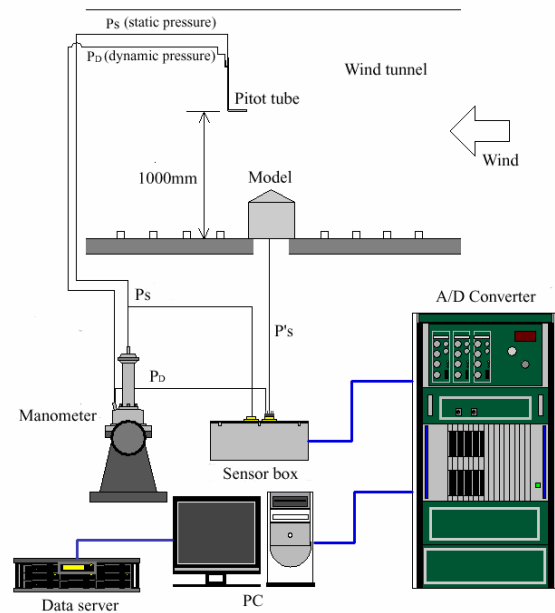 Ps (static pressure)
PD (dynamic pressure)
Wind tunnel
Pitot tube
Wind
1000mm
Model
Ps
P's
A/D Converter
PD
Manometer
Sensor box
PC
Data server